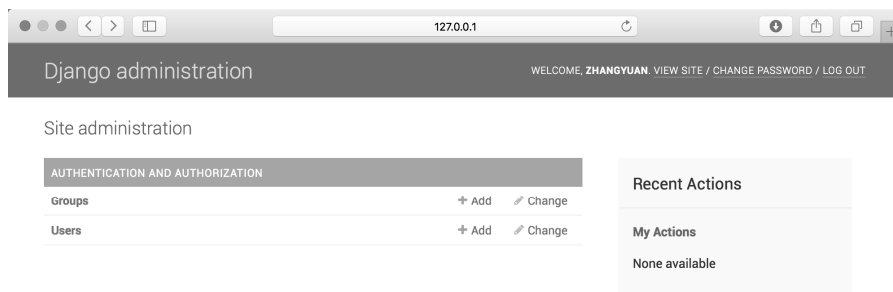 127.0.0.1
Django administration
WELCOME, ZHANGYUAN. VIEW SITE / CHANGE PASSWORD / LOG OUT
Site administration
AUTHENTICATION AND AUTHORIZATION
Groups + Add Change
Users + Add Change
Recent Actions
My Actions
None available